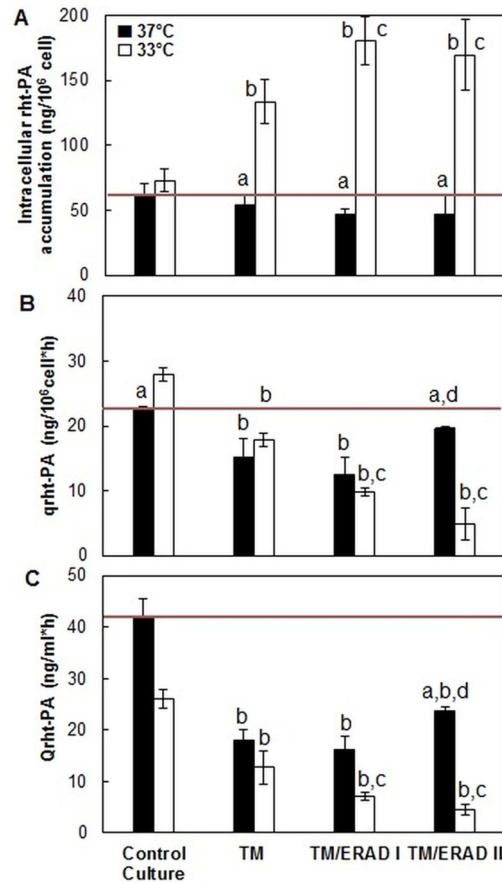 A
Intracellular rht-PA
accumulation (ng/10⁶ cell)
200
150
100
50
0
37°C
33°C
a
b
a
b
c
a
b
c
B
qrht-PA (ng/10⁶cell*h)
40
30
20
10
0
a
b
b
b
b,c
a,d
b,c
C
Qrht-PA (ng/ml*h)
50
40
30
20
10
0
b
b
b
b,c
a,b,d
b,c
Control
Culture
TM
TM/ERAD I
TM/ERAD II